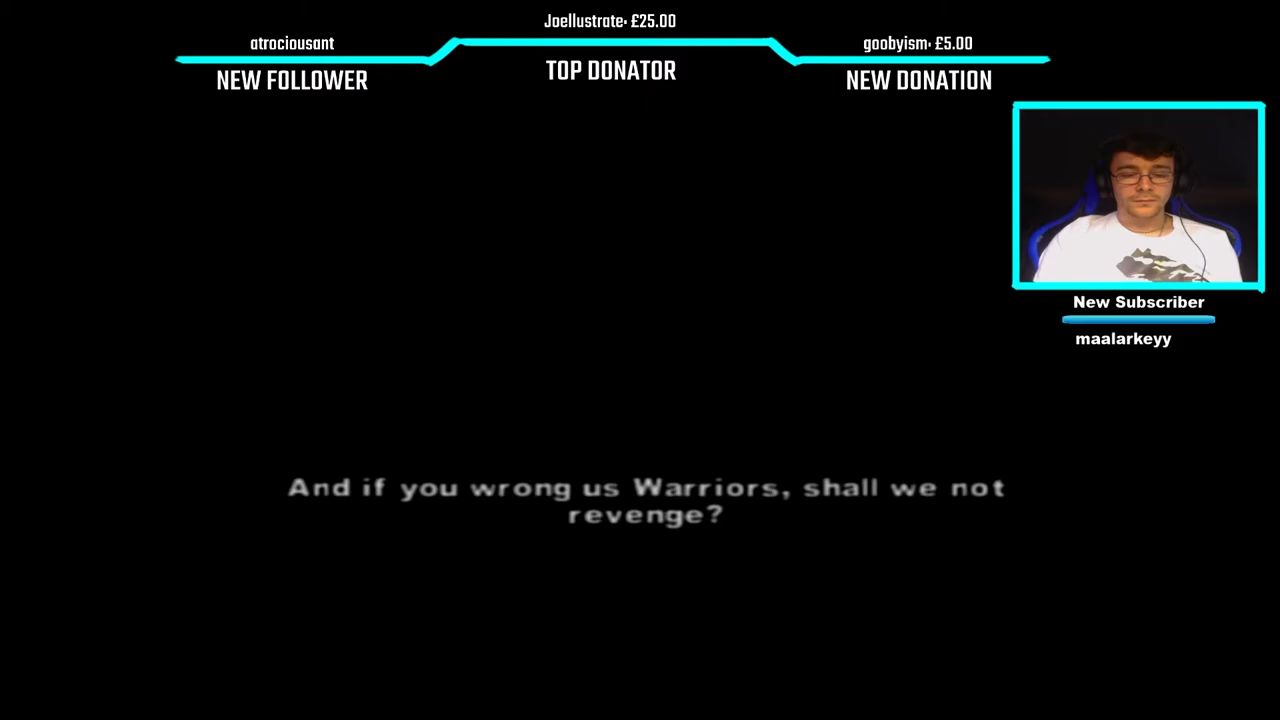 Joellustrate: £25.00
atrociousant
goobyism: £5.00
TOP DONATOR
NEW FOLLOWER
NEW DONATION
New Subscriber
maalarkeyy
And if you wrong us Warriors, shall we not
revenge?